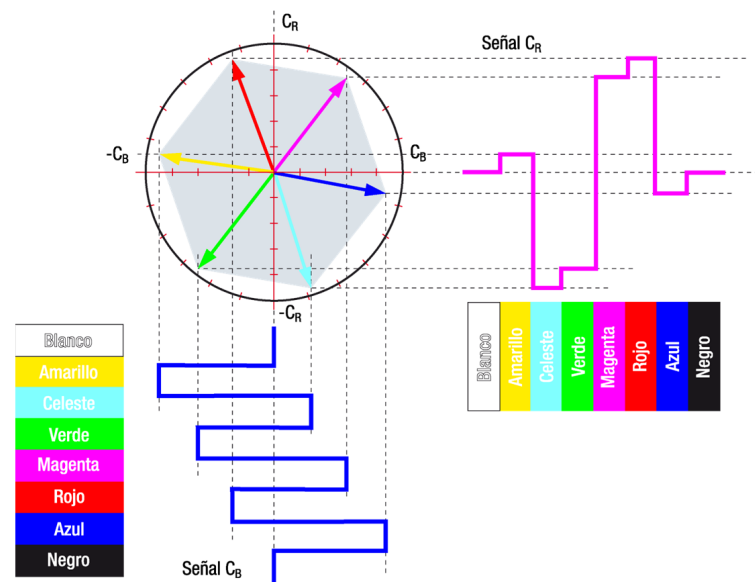 C_R
Señal C_R
-C_B
C_B
-C_R
Blanco
Amarillo
Celeste
Verde
Magenta
Rojo
Azul
Negro
Blanco
Amarillo
Celeste
Verde
Magenta
Rojo
Azul
Negro
Señal C_B